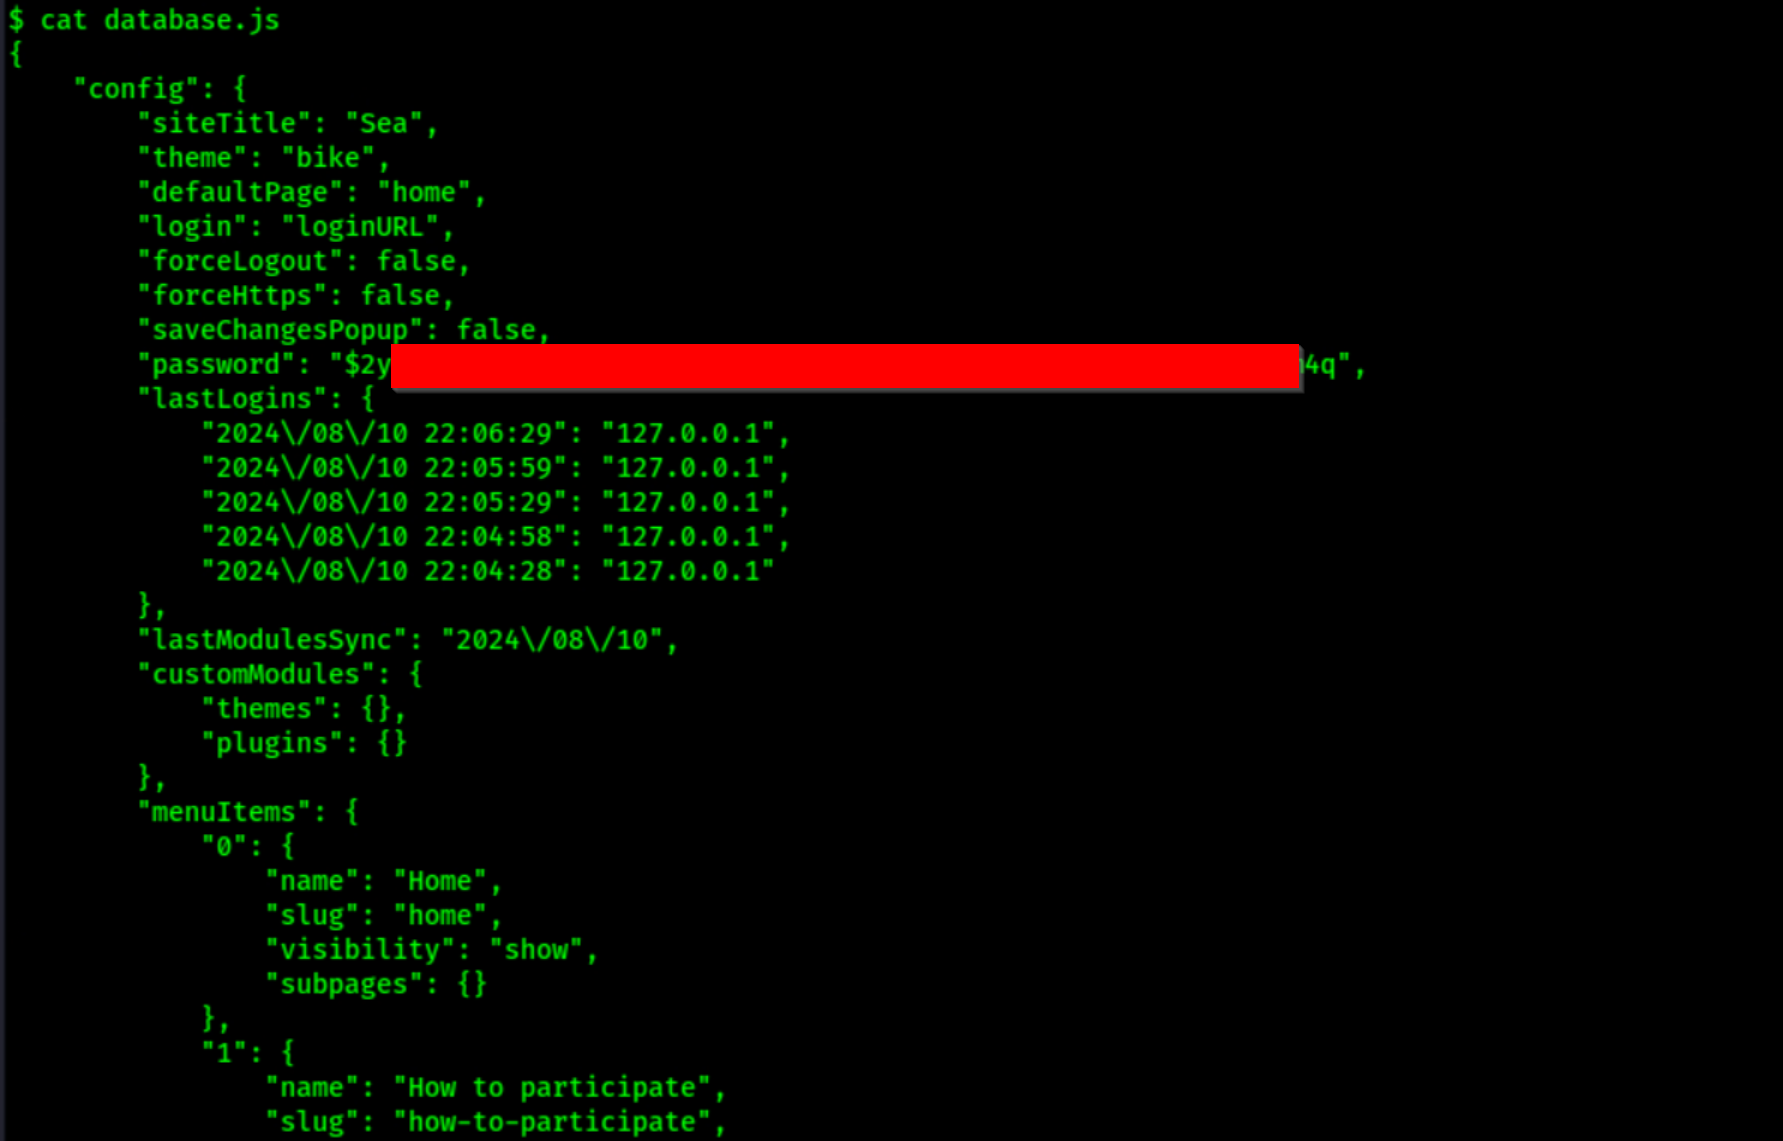 $ cat database.js
{
    "config": {
        "siteTitle": "Sea",
        "theme": "bike",
        "defaultPage": "home",
        "login": "loginURL",
        "forceLogout": false,
        "forceHttps": false,
        "saveChangesPopup": false,
        "password": "$2y 4q",
        "lastLogins": {
            "2024\/08\/10 22:06:29": "127.0.0.1",
            "2024\/08\/10 22:05:59": "127.0.0.1",
            "2024\/08\/10 22:05:29": "127.0.0.1",
            "2024\/08\/10 22:04:58": "127.0.0.1",
            "2024\/08\/10 22:04:28": "127.0.0.1"
        },
        "lastModulesSync": "2024\/08\/10",
        "customModules": {
            "themes": {},
            "plugins": {}
        },
        "menuItems": {
            "0": {
                "name": "Home",
                "slug": "home",
                "visibility": "show",
                "subpages": {}
            },
            "1": {
                "name": "How to participate",
                "slug": "how-to-participate",